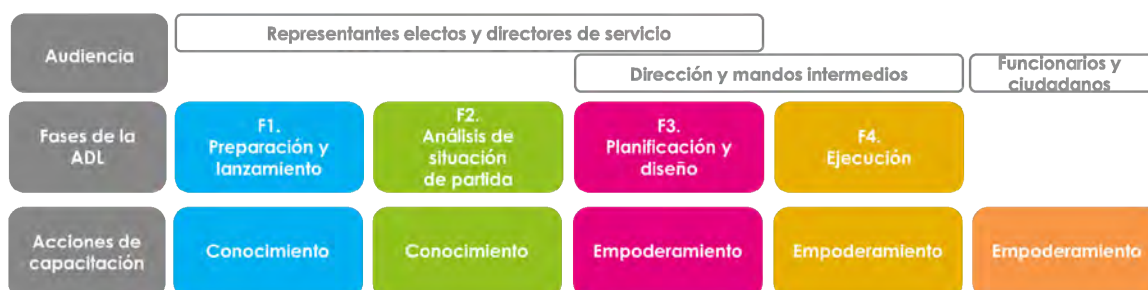 Audiencia
Representantes electos y directores de servicio
Dirección y mandos intermedios
Funcionarios y
ciudadanos
Fases de la
ADL
F1.
Preparación y
lanzamiento
F2.
Análisis de
situación
de partida
F3.
Planificación y
diseño
F4.
Ejecución
Acciones de
capacitación
Conocimiento
Conocimiento
Empoderamiento
Empoderamiento
Empoderamiento